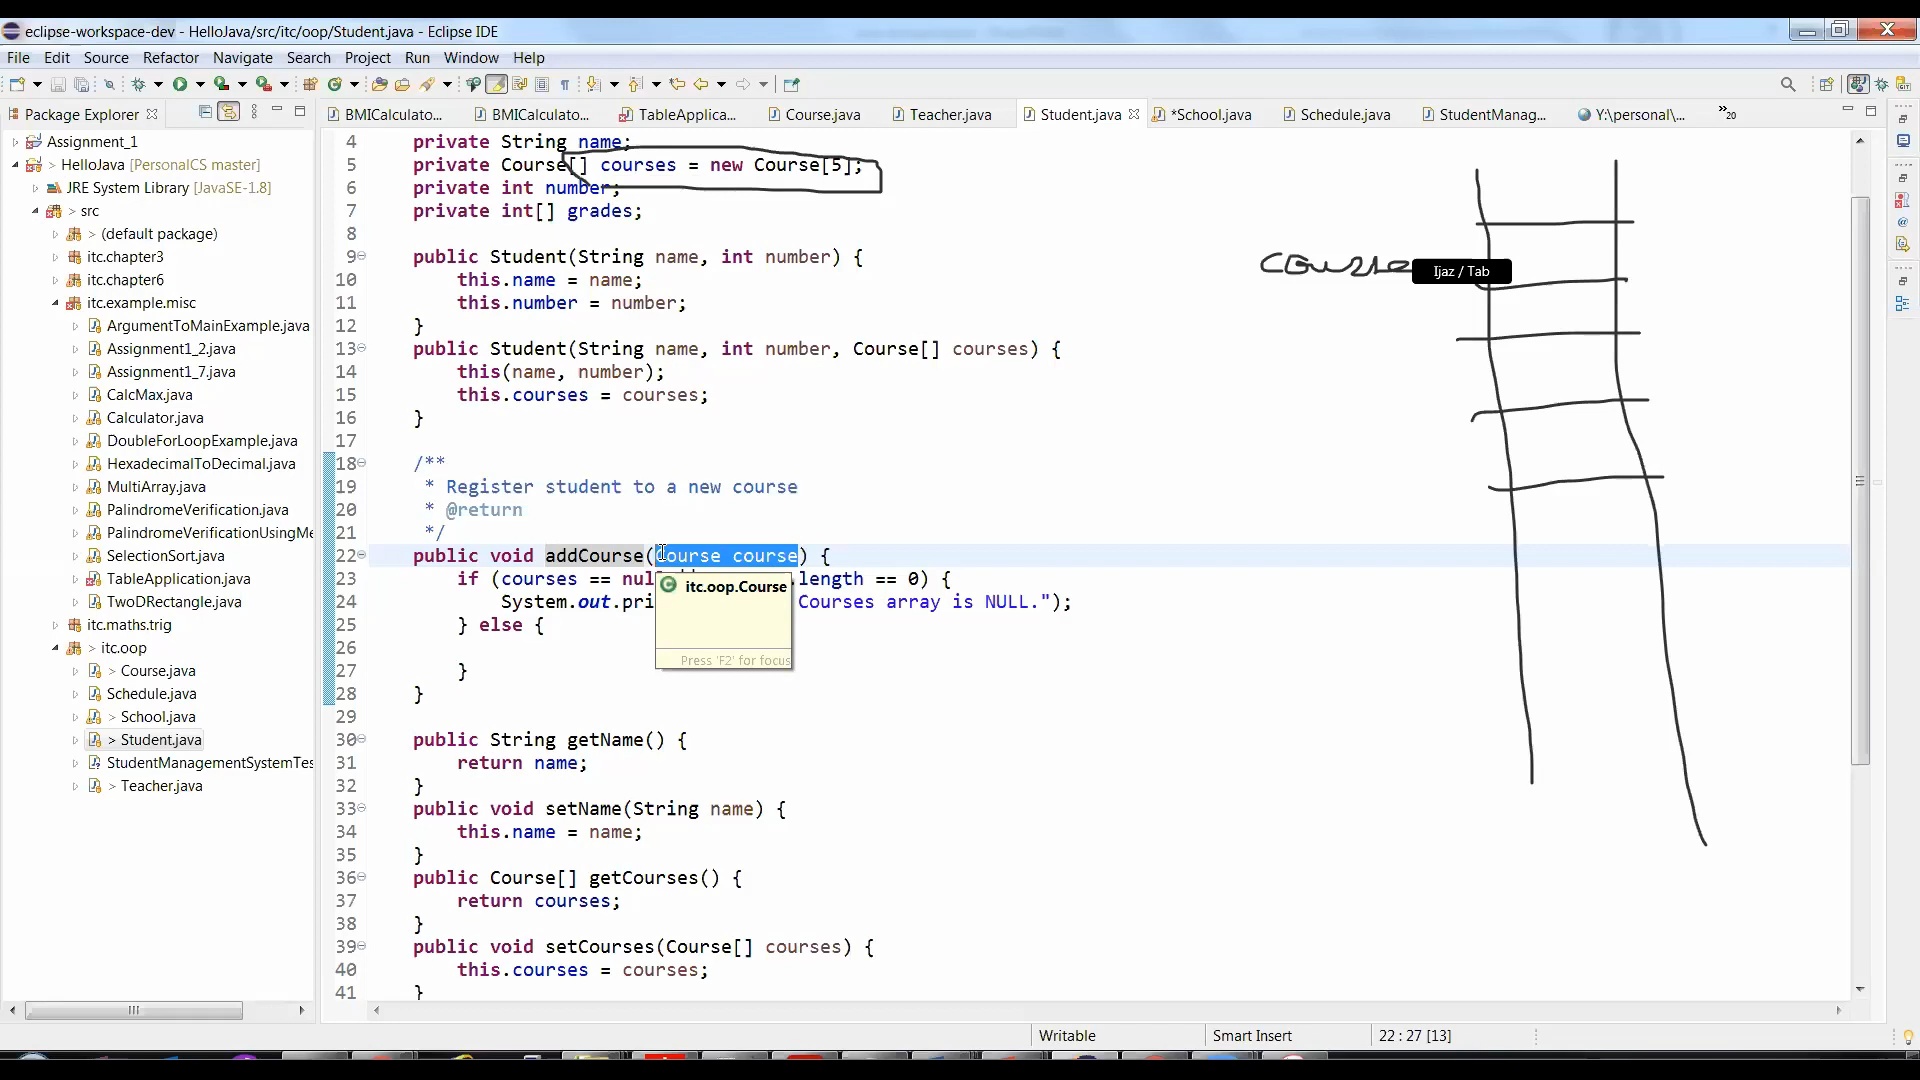 eclipse-workspace-dev - HelloJava/src/itc/oop/Student.java - Eclipse IDE
File Edit Source Refactor Navigate Search Project Run Window Help
Package Explorer
BMICalculato...
BMICalculato...
TableApplica...
Course.java
Teacher.java
Student.java
*School.java
Schedule.java
StudentManag...
Y:\personal\...
»20
Assignment_1
> HelloJava [PersonalCS master]
JRE System Library [JavaSE-1.8]
> src
> (default package)
itc.chapter3
itc.chapter6
itc.example.misc
ArgumentToMainExample.java
Assignment1_2.java
Assignment1_7.java
CalcMax.java
Calculator.java
DoubleForLoopExample.java
HexadecimalToDecimal.java
MultiArray.java
PalindromeVerification.java
PalindromeVerificationUsingMe
SelectionSort.java
TableApplication.java
TwoDRectangle.java
itc.maths.trig
> itc.oop
> Course.java
Schedule.java
> School.java
> Student.java
StudentManagementSystemTes
> Teacher.java
4 private String name;
5 private Course[] courses = new Course[5];
6 private int number;
7 private int[] grades;
8
9 public Student(String name, int number) {
10 this.name = name;
11 this.number = number;
12 }
13 public Student(String name, int number, Course[] courses) {
14 this(name, number);
15 this.courses = courses;
16 }
17
18 /**
19 * Register student to a new course
20 * @return
21 */
22 public void addCourse(Course course) {
23 if (courses == nul .length == 0) {
24 System.out.pri Courses array is NULL.");
25 } else {
26
27 }
28 }
29
30 public String getName() {
31 return name;
32 }
33 public void setName(String name) {
34 this.name = name;
35 }
36 public Course[] getCourses() {
37 return courses;
38 }
39 public void setCourses(Course[] courses) {
40 this.courses = courses;
41 }
itc.oop.Course
Press 'F2' for focus
course
Ijaz / Tab
Writable
Smart Insert
22 : 27 [13]